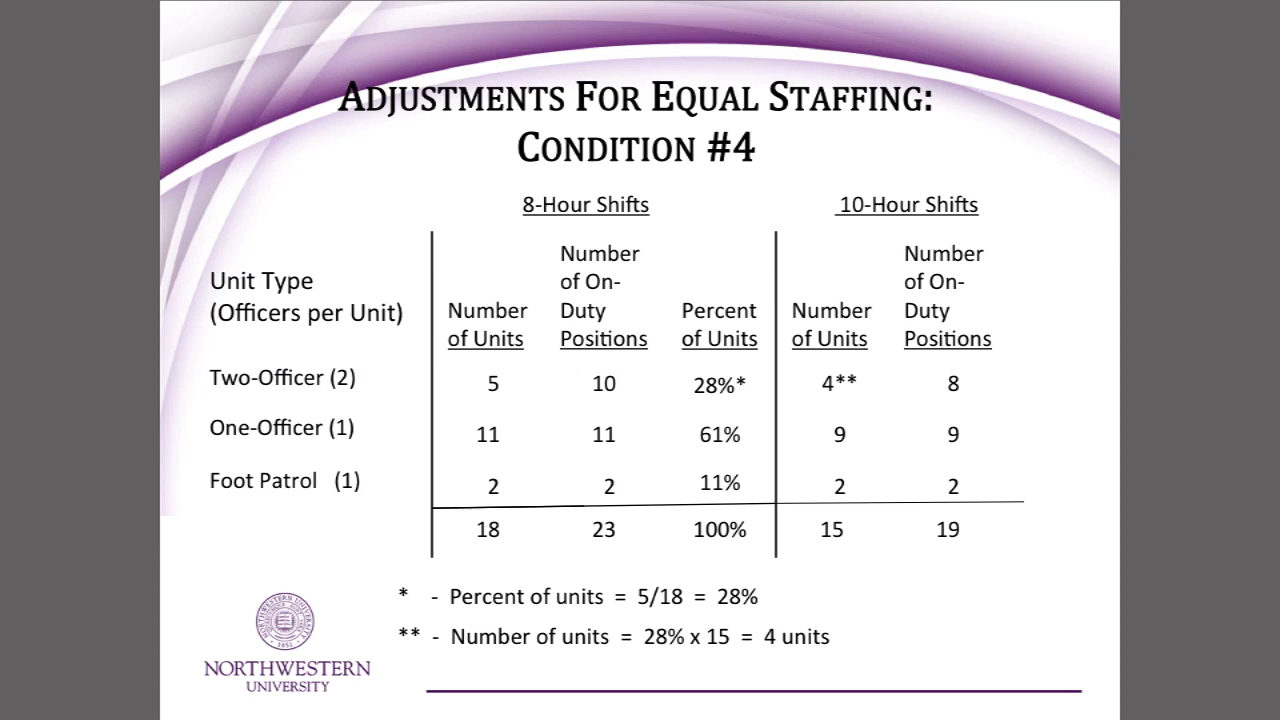 ADJUSTMENTS FOR EQUAL STAFFING:
CONDITION #4
8-Hour Shifts 10-Hour Shifts
Unit Type
(Officers per Unit)
Number
of Units
Number
of On-
Duty
Positions
Percent
of Units
Number
of Units
Number
of On-
Duty
Positions
Two-Officer (2) 5 10 28%* 4** 8
One-Officer (1) 11 11 61% 9 9
Foot Patrol (1) 2 2 11% 2 2
18 23 100% 15 19
* - Percent of units = 5/18 = 28%
** - Number of units = 28% x 15 = 4 units
NORTHWESTERN
UNIVERSITY